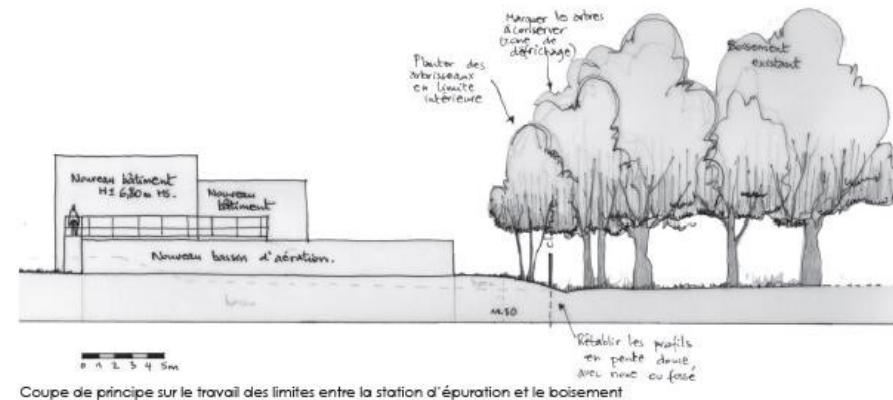 Marquer les arbres
à conserver
(zone de
défrichage)
Planter des
arbrisseaux
en limite
intérieure
Boisement
existant
Nouveau bâtiment
H± 6,80 m HS.
Nouveau
bâtiment
Nouveau bassin d'aération.
Rétablir les profils
en pente douce,
avec noue ou fossé
0 1 2 3 4 5m
Coupe de principe sur le travail des limites entre la station d'épuration et le boisement